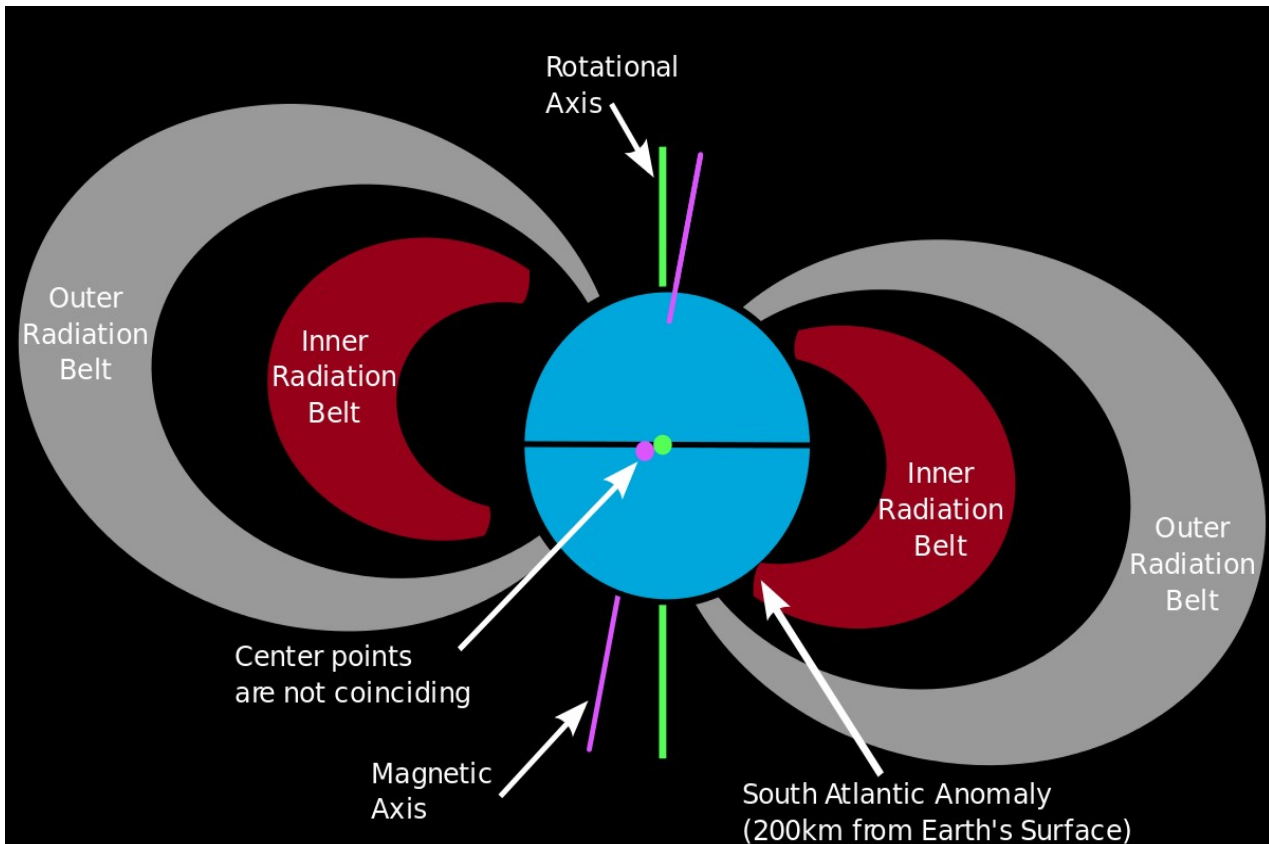 Rotational
Axis
Outer
Radiation
Belt
Inner
Radiation
Belt
Inner
Radiation
Belt
Outer
Radiation
Belt
Center points
are not coinciding
Magnetic
Axis
South Atlantic Anomaly
(200km from Earth's Surface)